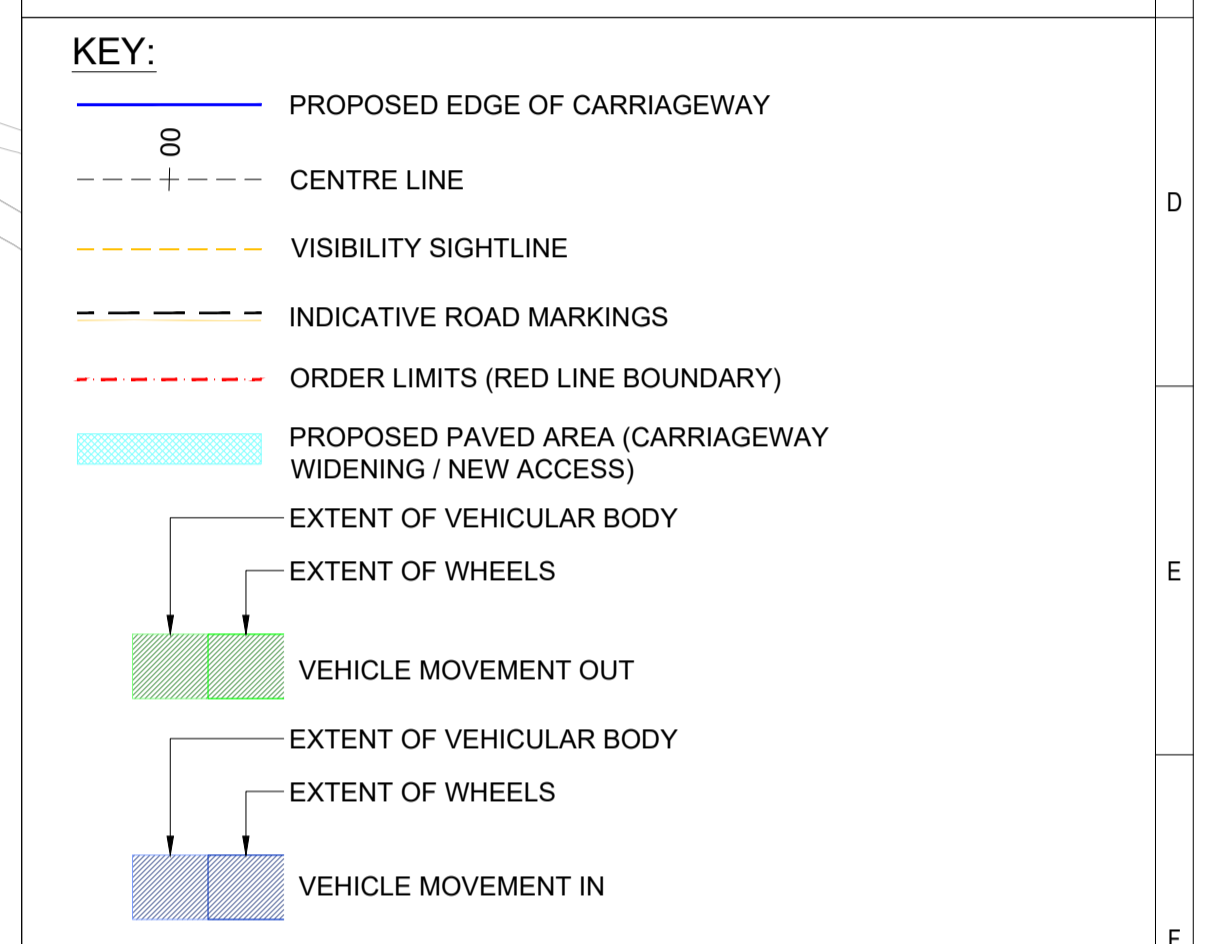 KEY:
PROPOSED EDGE OF CARRIAGEWAY
00
CENTRE LINE
D
VISIBILITY SIGHTLINE
INDICATIVE ROAD MARKINGS
ORDER LIMITS (RED LINE BOUNDARY)
PROPOSED PAVED AREA (CARRIAGEWAY
WIDENING / NEW ACCESS)
EXTENT OF VEHICULAR BODY
EXTENT OF WHEELS
E
VEHICLE MOVEMENT OUT
EXTENT OF VEHICULAR BODY
EXTENT OF WHEELS
VEHICLE MOVEMENT IN